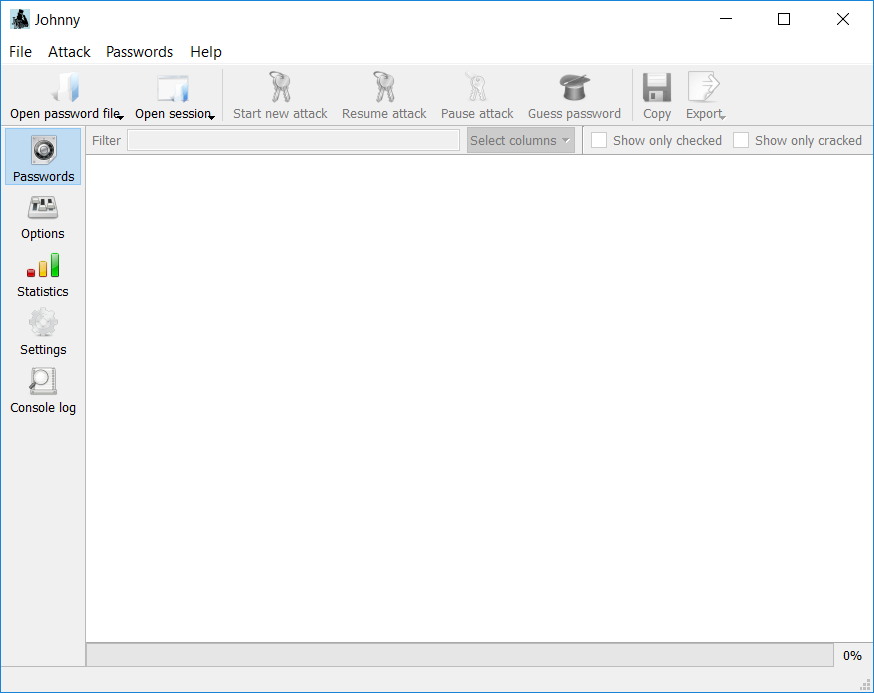 Johnny
File Attack Passwords Help
Open password file Open session Start new attack Resume attack Pause attack Guess password Copy Export
Filter Select columns Show only checked Show only cracked
Passwords
Options
Statistics
Settings
Console log
0%